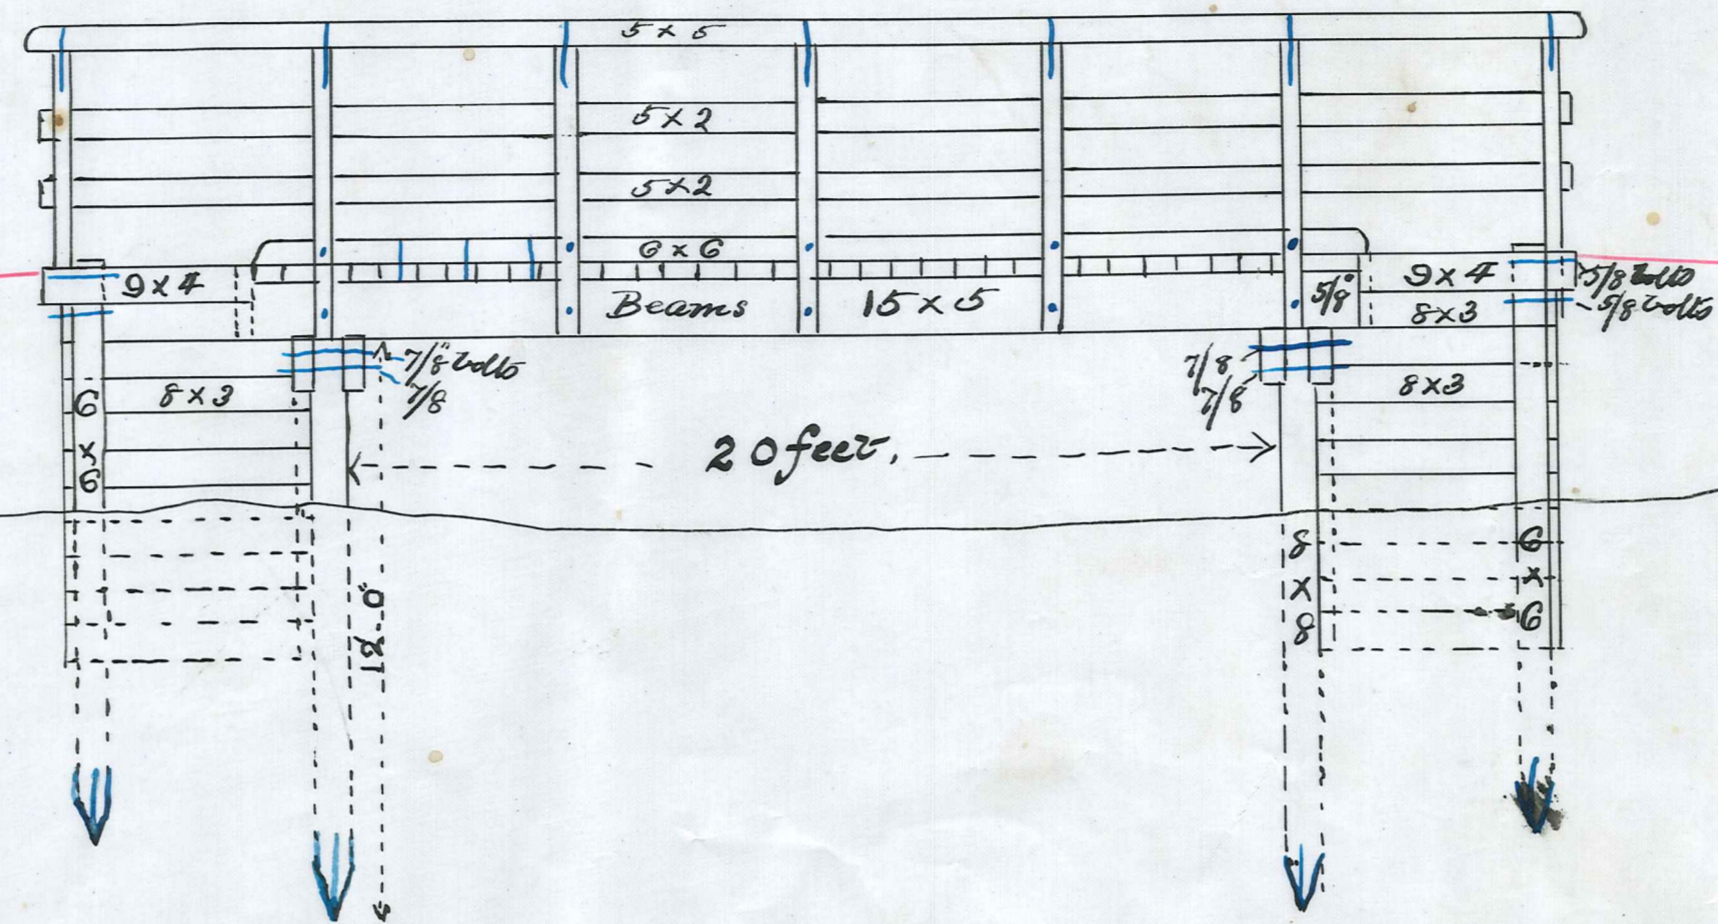 5 x 5
5 x 2
5 x 2
6 x 6
9 x 4
Beams 15 x 5
5/8"
9 x 4
5/8 bolts
8 x 3
5/8 bolts
7/8" bolts
7/8
7/8
7/8
8 x 3
8 x 3
6 x 6
20 feet.
12.0"
8 x 8
6 x 6